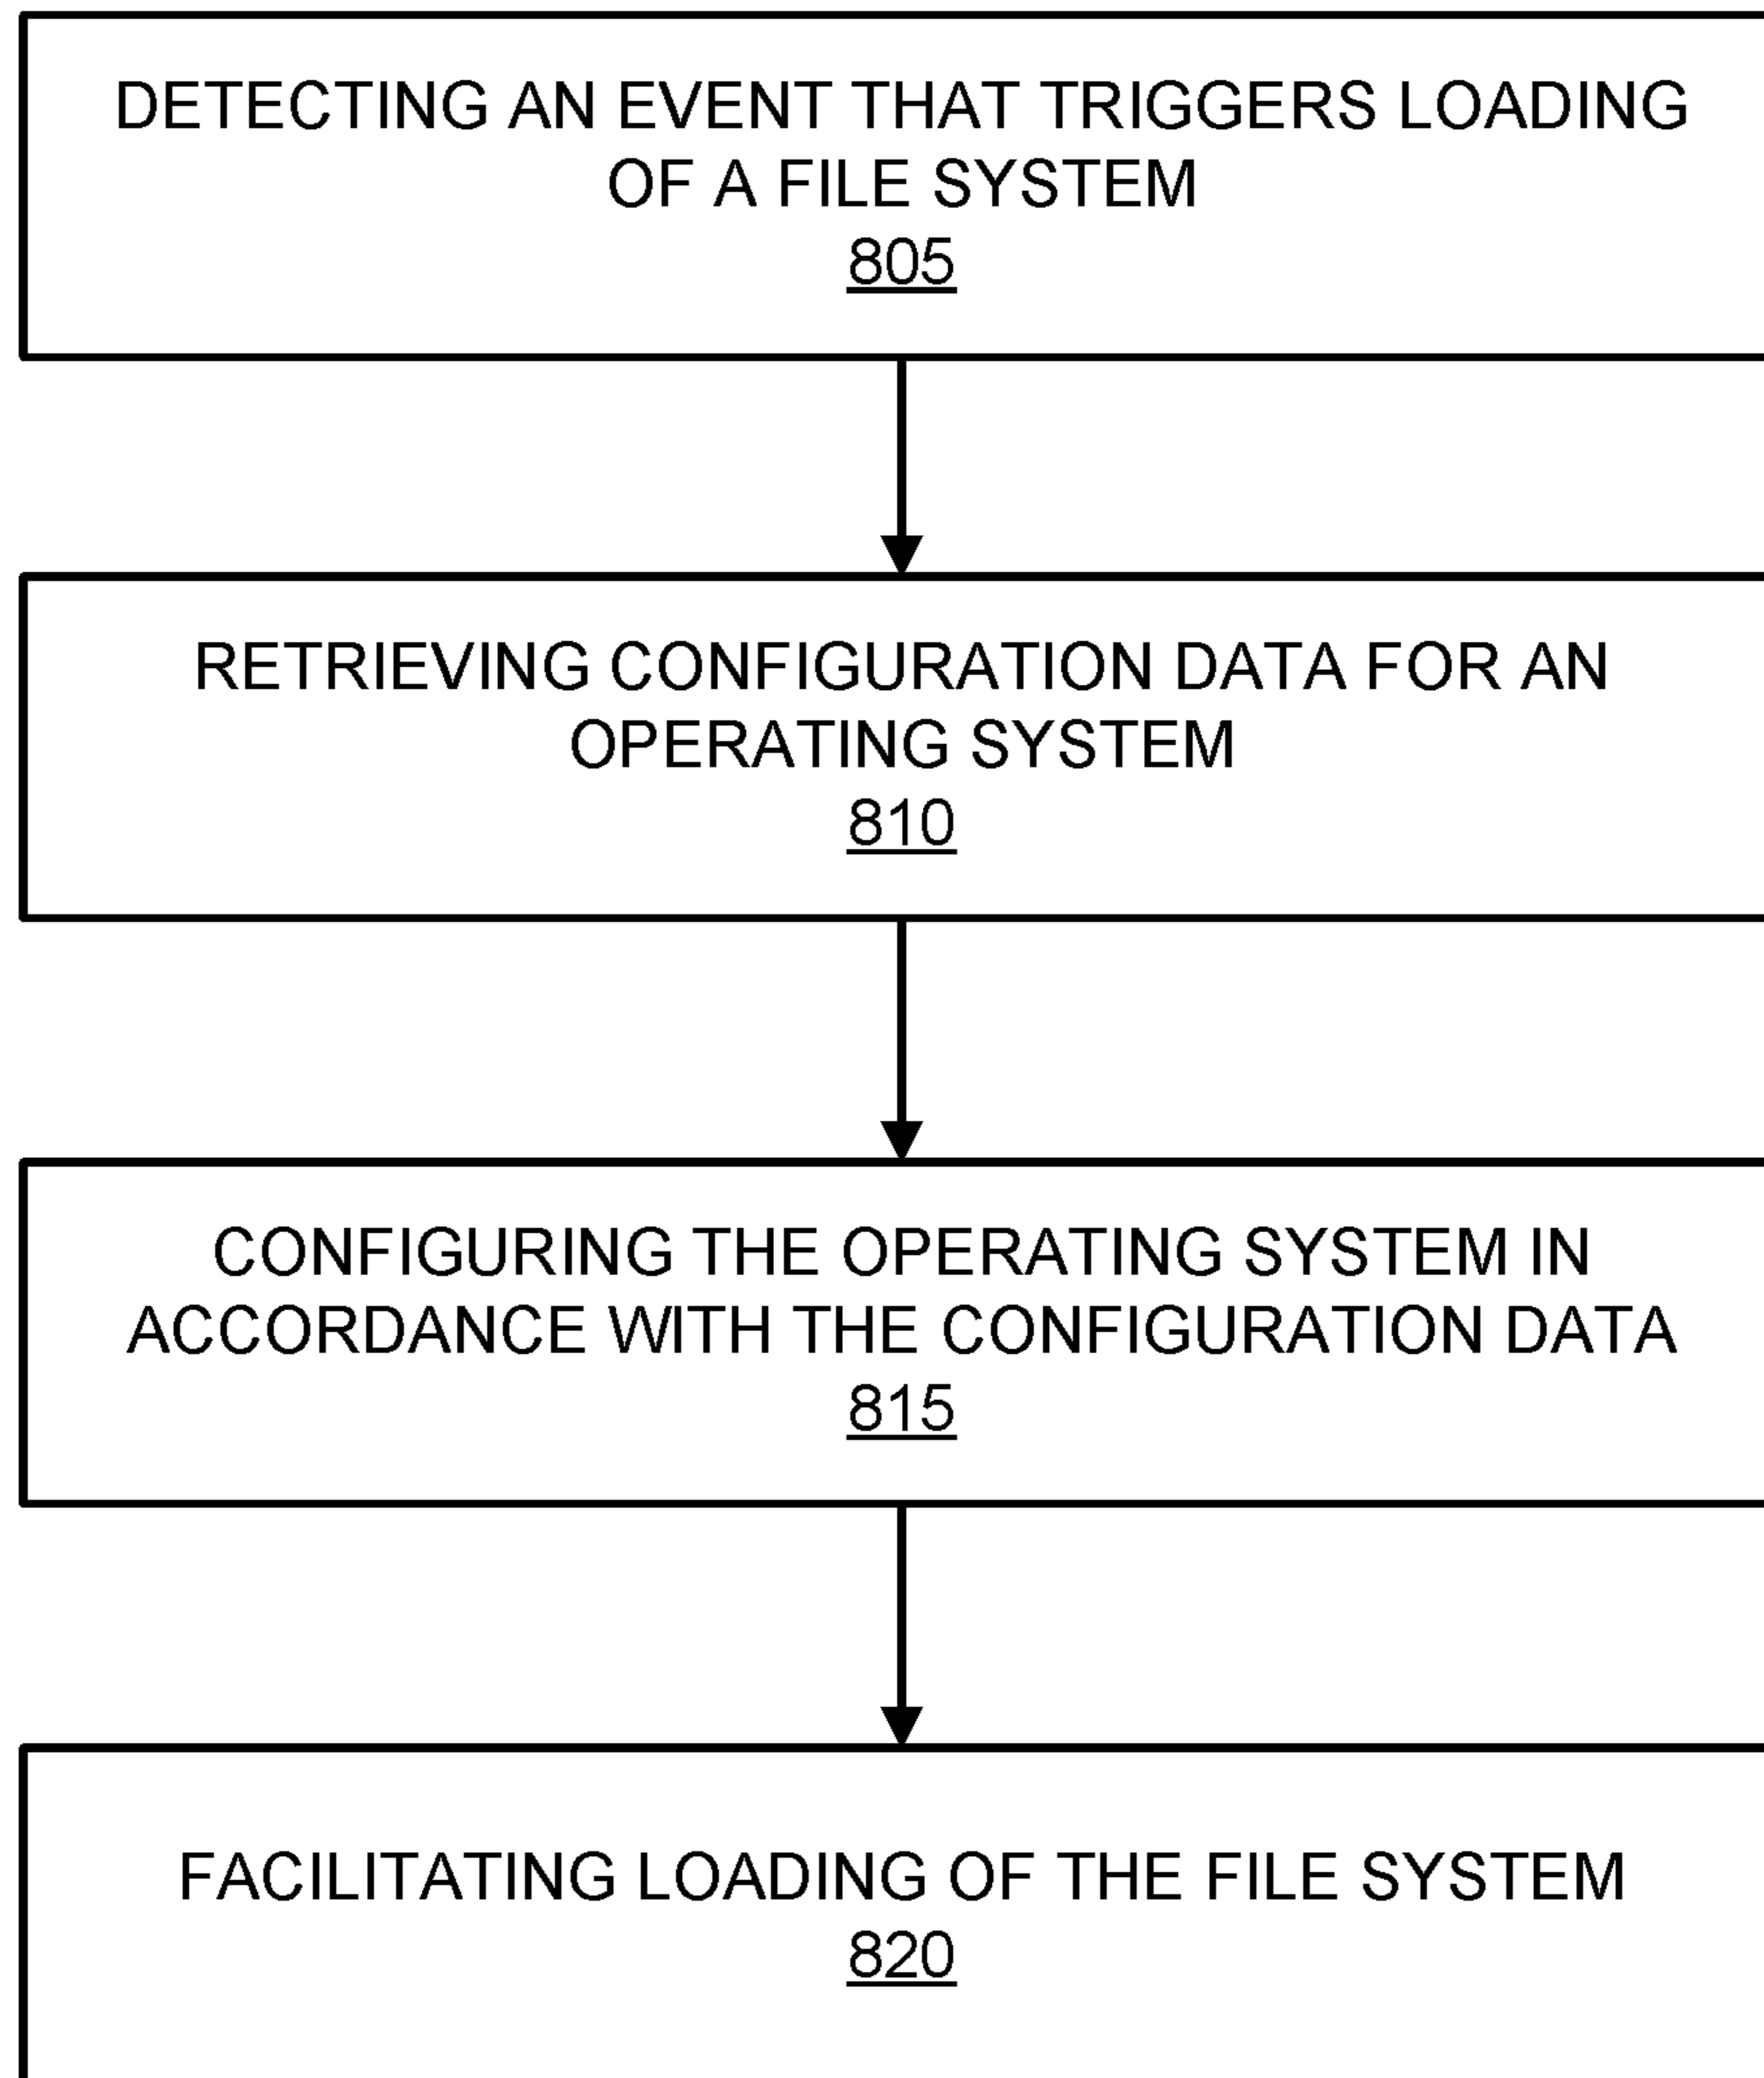 DETECTING AN EVENT THAT TRIGGERS LOADING
OF A FILE SYSTEM
805
RETRIEVING CONFIGURATION DATA FOR AN
OPERATING SYSTEM
810
CONFIGURING THE OPERATING SYSTEM IN
ACCORDANCE WITH THE CONFIGURATION DATA
815
FACILITATING LOADING OF THE FILE SYSTEM
820